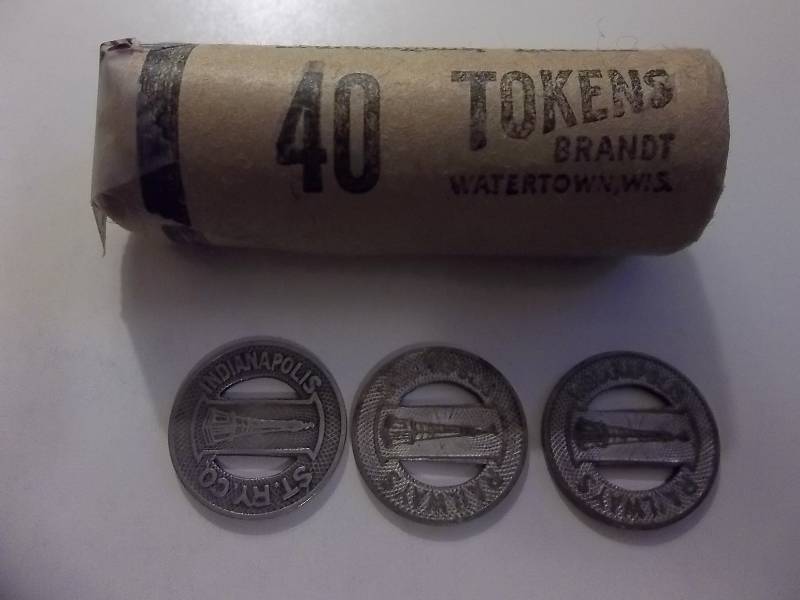 40
TOKENS
BRANDT
WATERTOWN, WIS.
INDIANAPOLIS
ST. RY. CO.
RAILWAYS
RAILWAYS